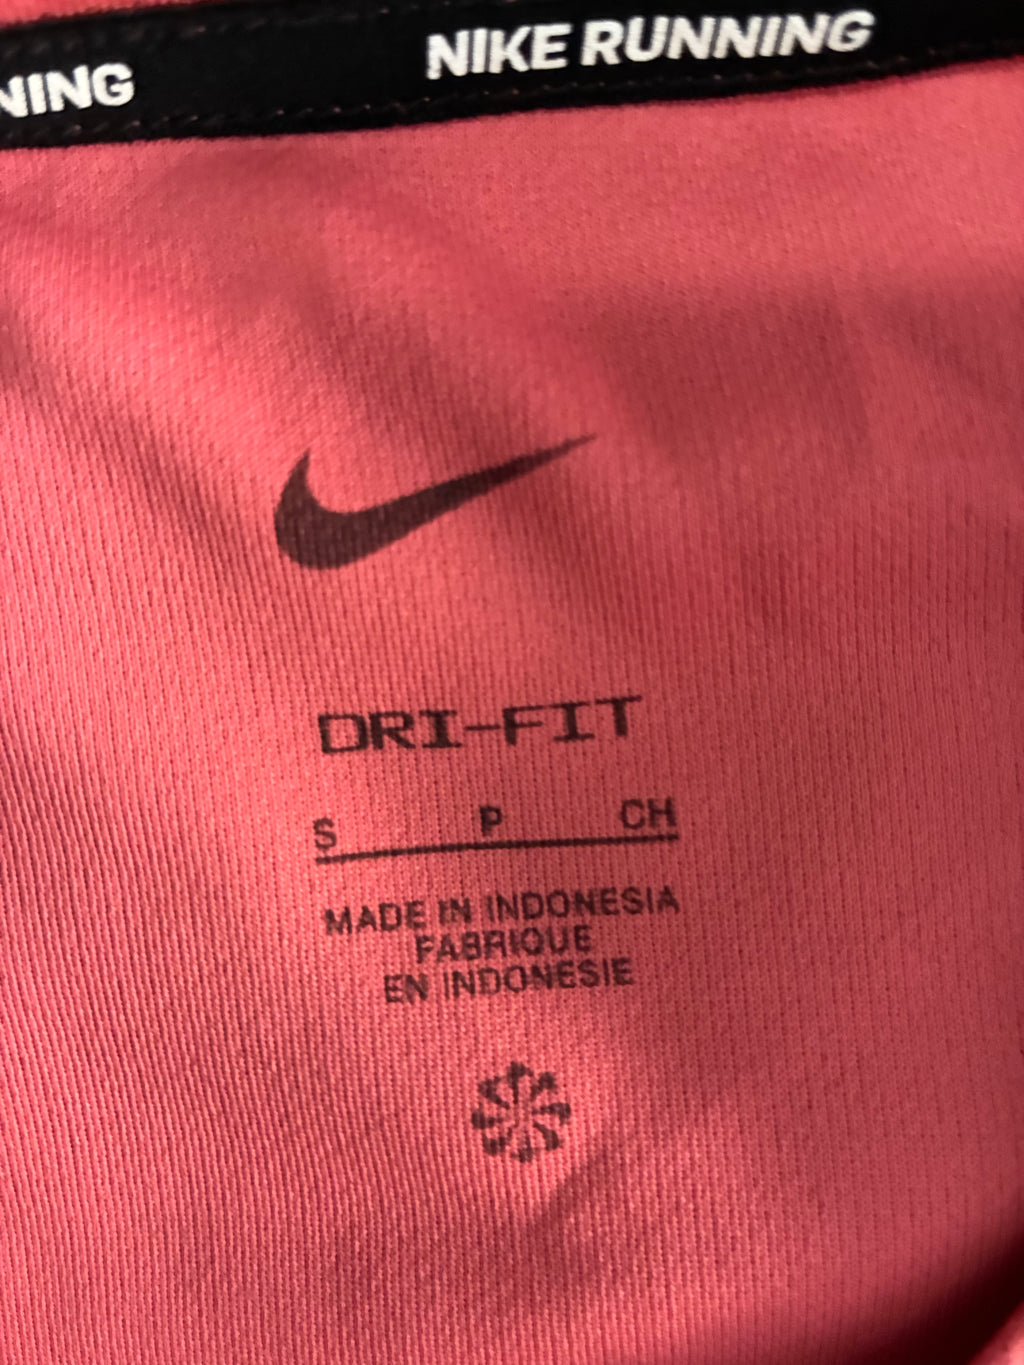 NING NIKE RUNNING
DRI-FIT
S P CH
MADE IN INDONESIA
FABRIQUE
EN INDONESIE